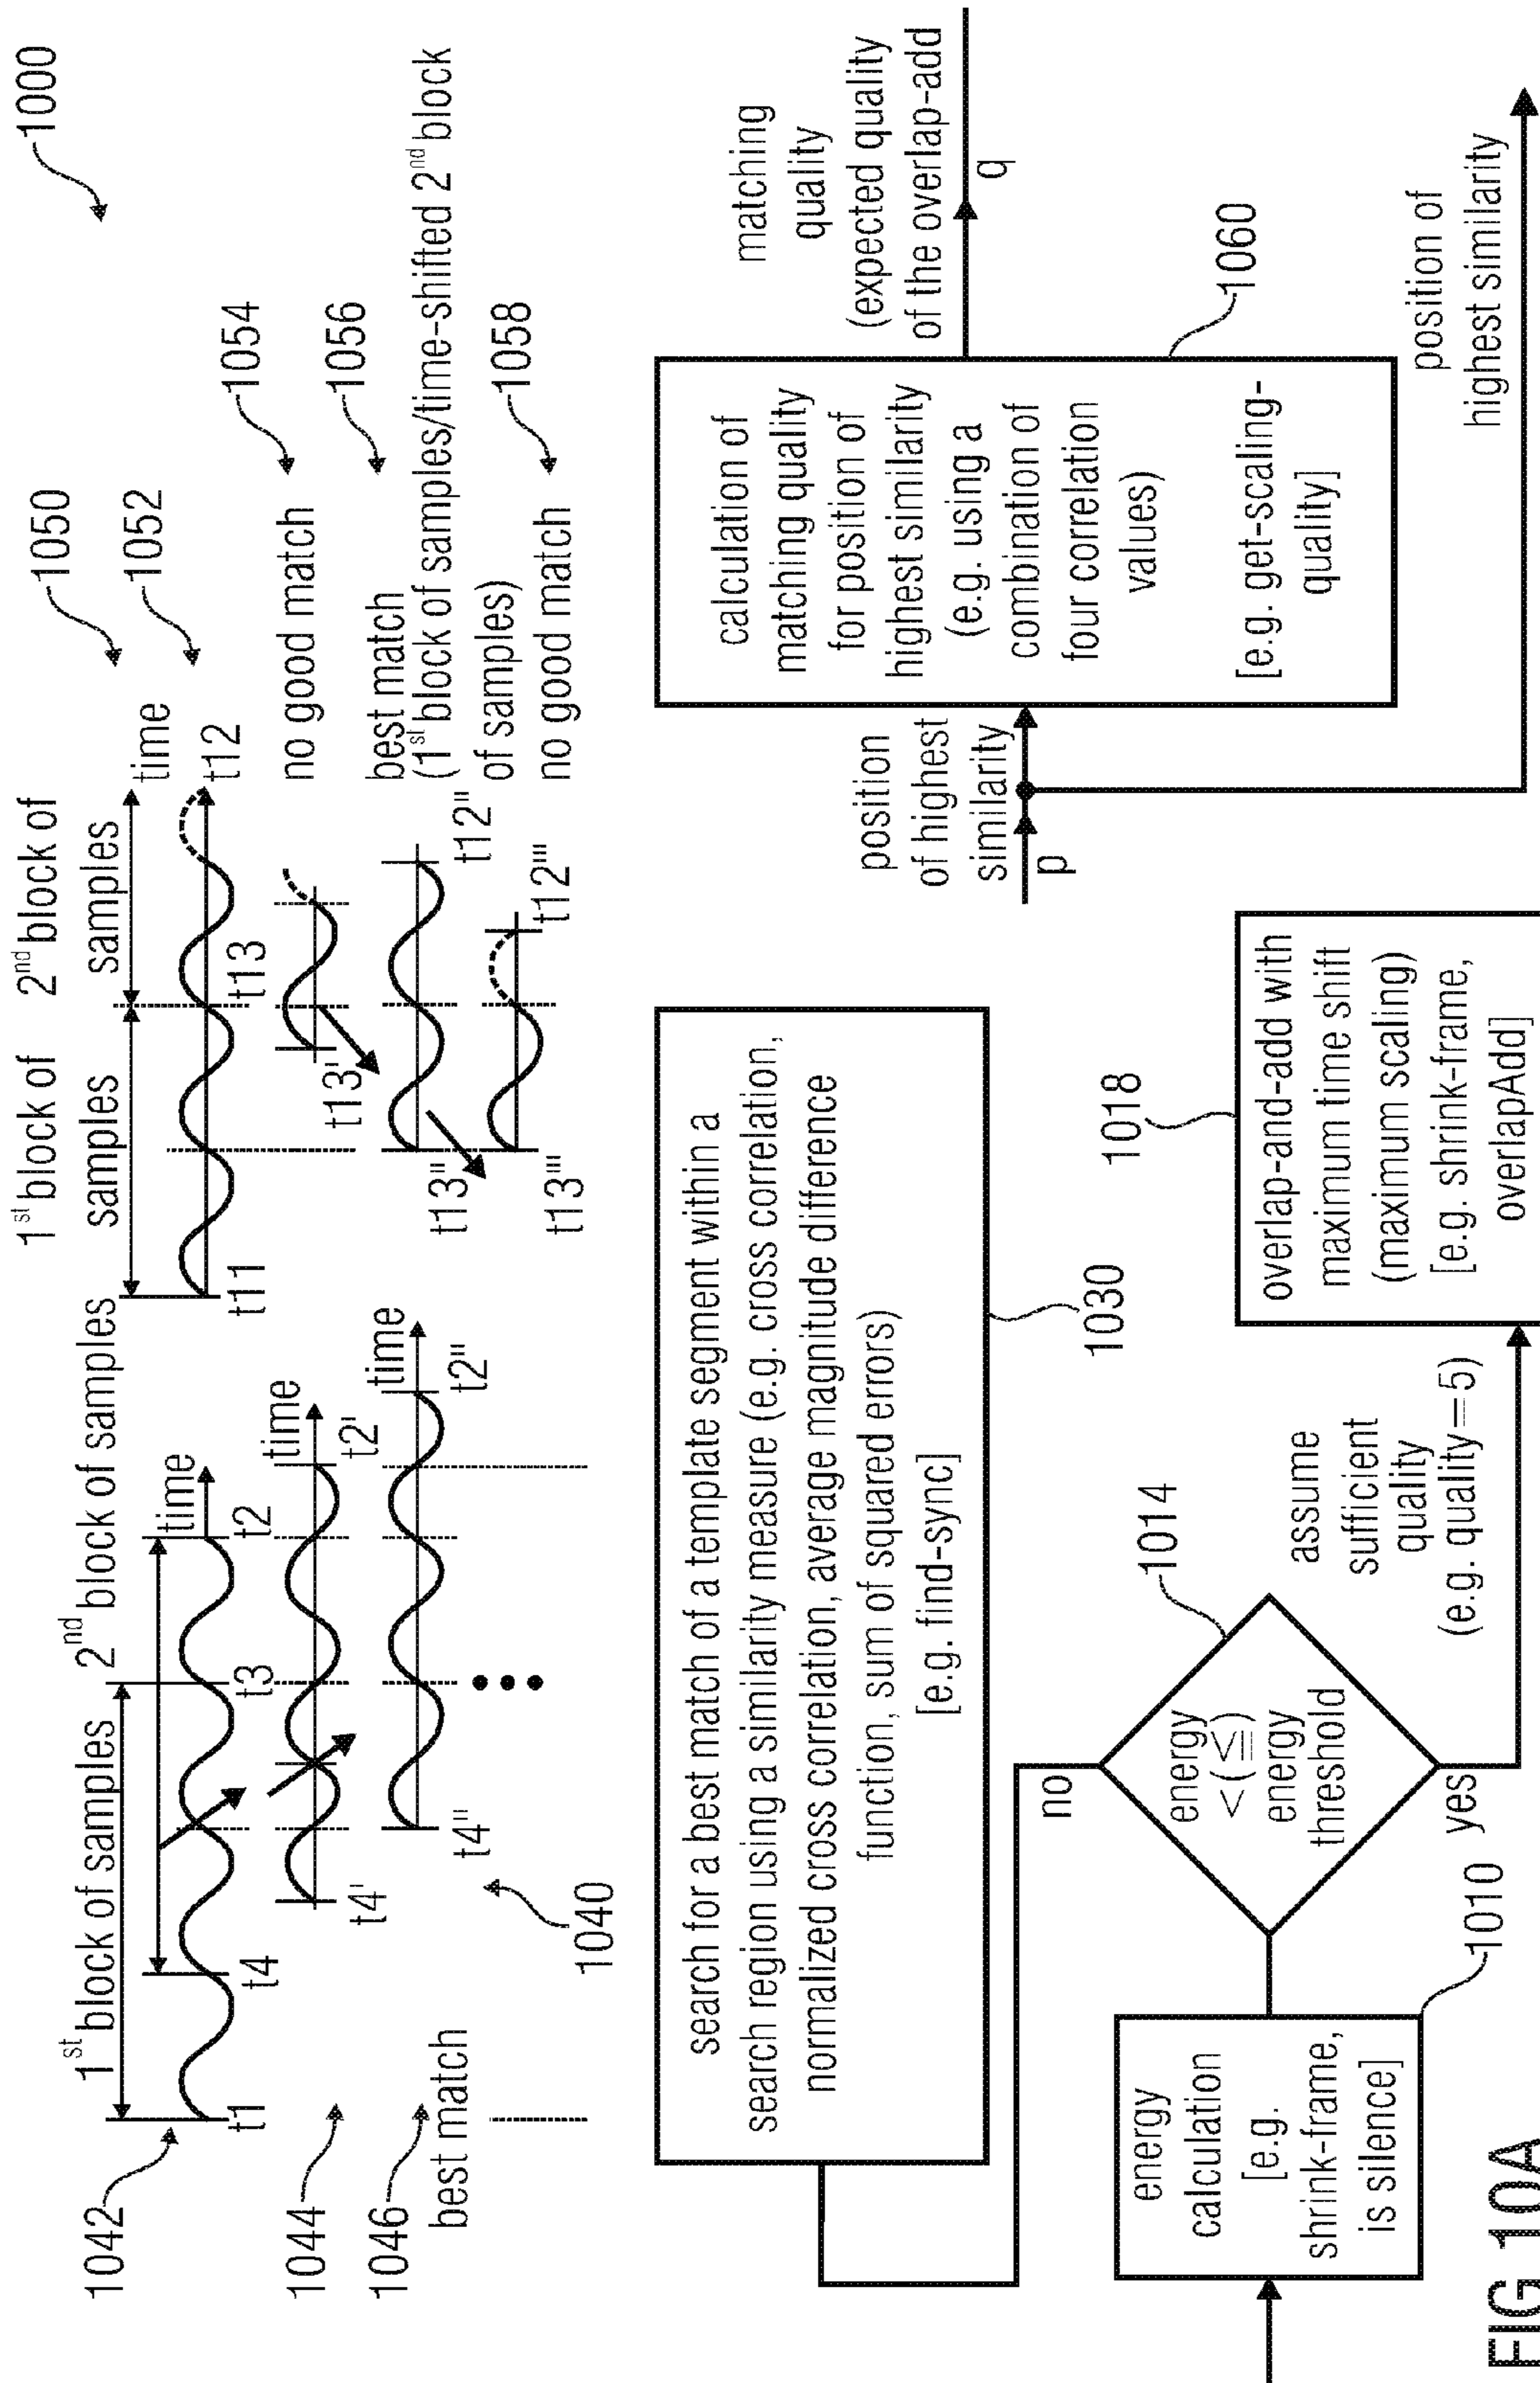 1000
1st block of samples
2nd block of samples
1042
time
t1
t4
t3
t2
1044
time
t4'
t2'
1046
best match
time
t4"
t2"
1040
1st block of
samples
2nd block of
samples
1050
1052
time
t11
t13
t12
1054
no good match
t13'
1056
best match
(1st block of samples/time-shifted 2nd block
of samples)
t13"
t12"
1058
no good match
t13'''
t12'''
search for a best match of a template segment within a
search region using a similarity measure (e.g. cross correlation,
normalized cross correlation, average magnitude difference
function, sum of squared errors)
[e.g. find-sync]
1030
position
of highest
similarity
p
calculation of
matching quality
for position of
highest similarity
(e.g. using a
combination of
four correlation
values)
[e.g. get-scaling-
quality]
1060
matching
quality
(expected quality
of the overlap-add
q
position of
highest similarity
energy
calculation
[e.g.
shrink-frame,
is silence]
1010
no
energy
<(≦)
energy
threshold
1014
yes
assume
sufficient
quality
(e.g. quality=5)
1018
overlap-and-add with
maximum time shift
(maximum scaling)
[e.g. shrink-frame,
overlapAdd]
FIG 10A